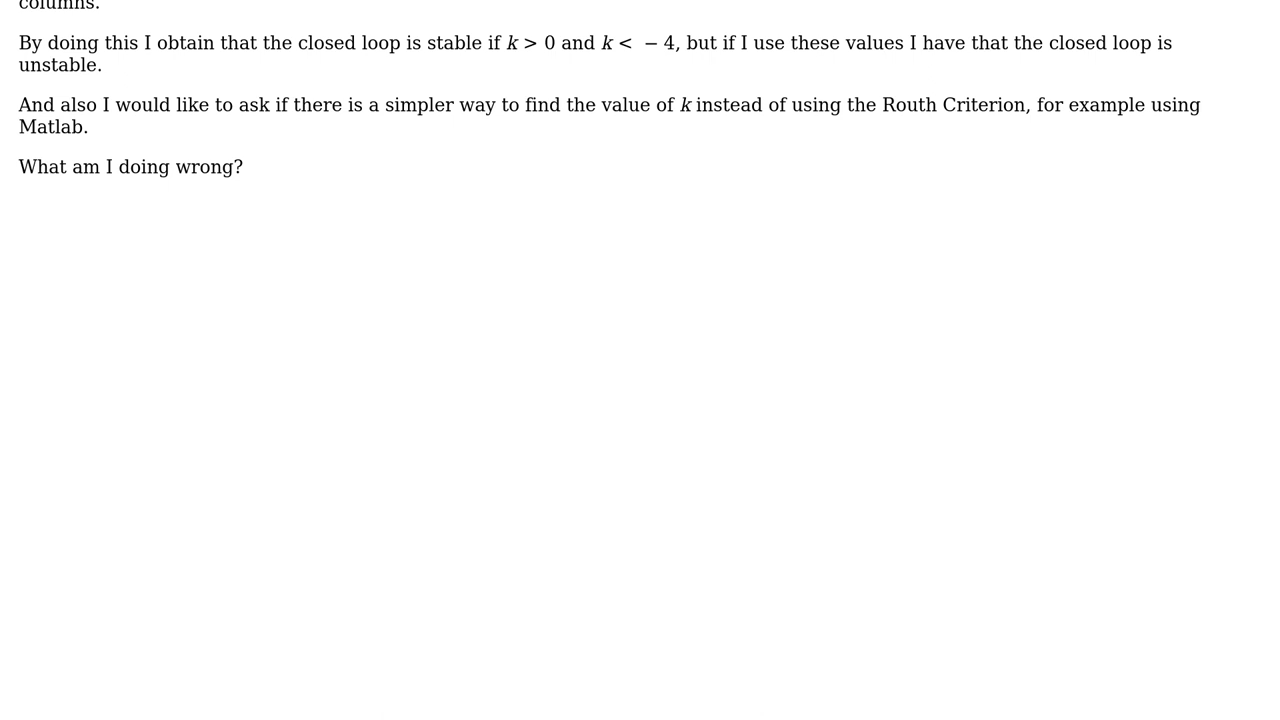 columns.
By doing this I obtain that the closed loop is stable if k > 0 and k < − 4, but if I use these values I have that the closed loop is
unstable.
And also I would like to ask if there is a simpler way to find the value of k instead of using the Routh Criterion, for example using
Matlab.
What am I doing wrong?